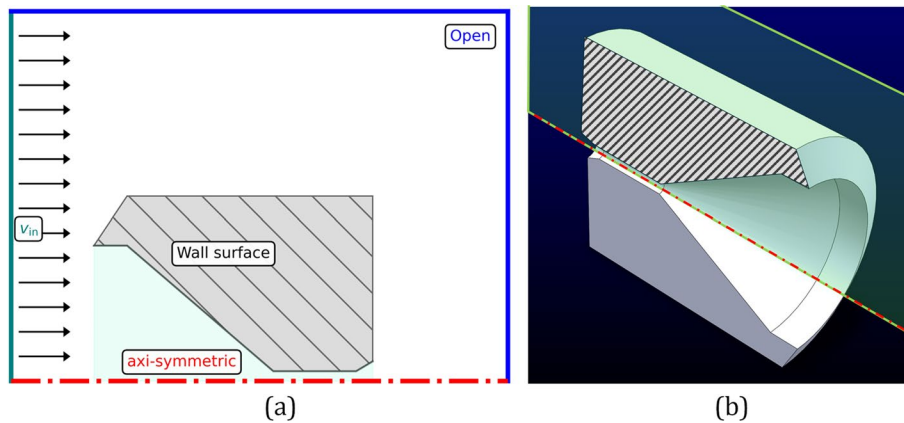 Open
v_in
Wall surface
axi-symmetric
(a)
(b)